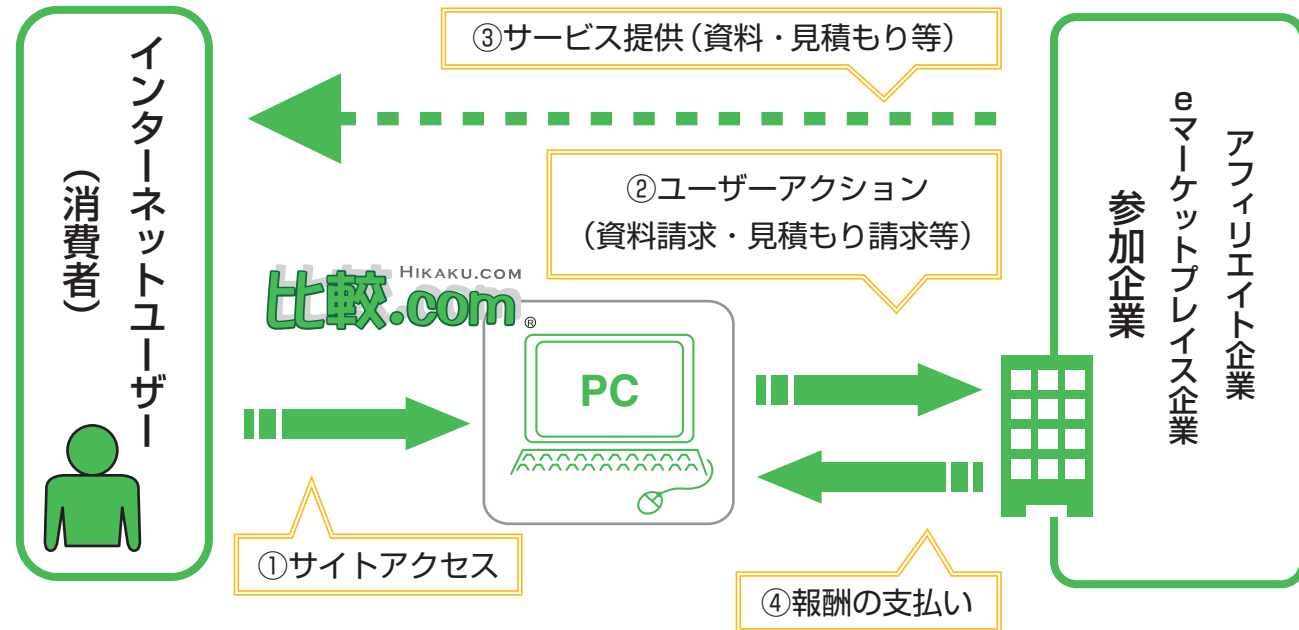 インターネットユーザー
（消費者）
③サービス提供（資料・見積もり等）
②ユーザーアクション
（資料請求・見積もり請求等）
HIKAKU.COM
比較.com
®
PC
①サイトアクセス
④報酬の支払い
アフィリエイト企業
eマーケットプレイス企業
参加企業